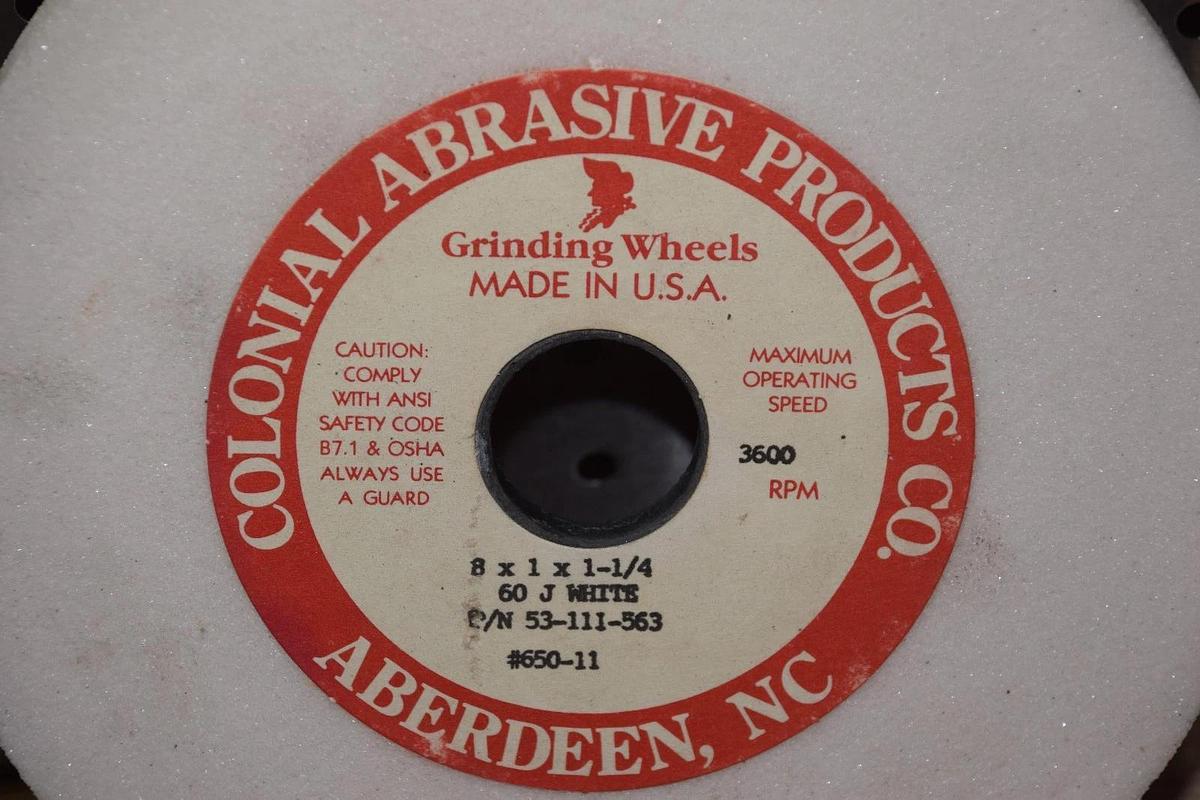 COLONIAL ABRASIVE PRODUCTS CO.
Grinding Wheels
MADE IN U.S.A.
CAUTION:
COMPLY
WITH ANSI
SAFETY CODE
B7.1 & OSHA
ALWAYS USE
A GUARD
MAXIMUM
OPERATING
SPEED
3600
RPM
8 x 1 x 1-1/4
60 J WHITE
P/N 53-111-563
#650-11
ABERDEEN, NC